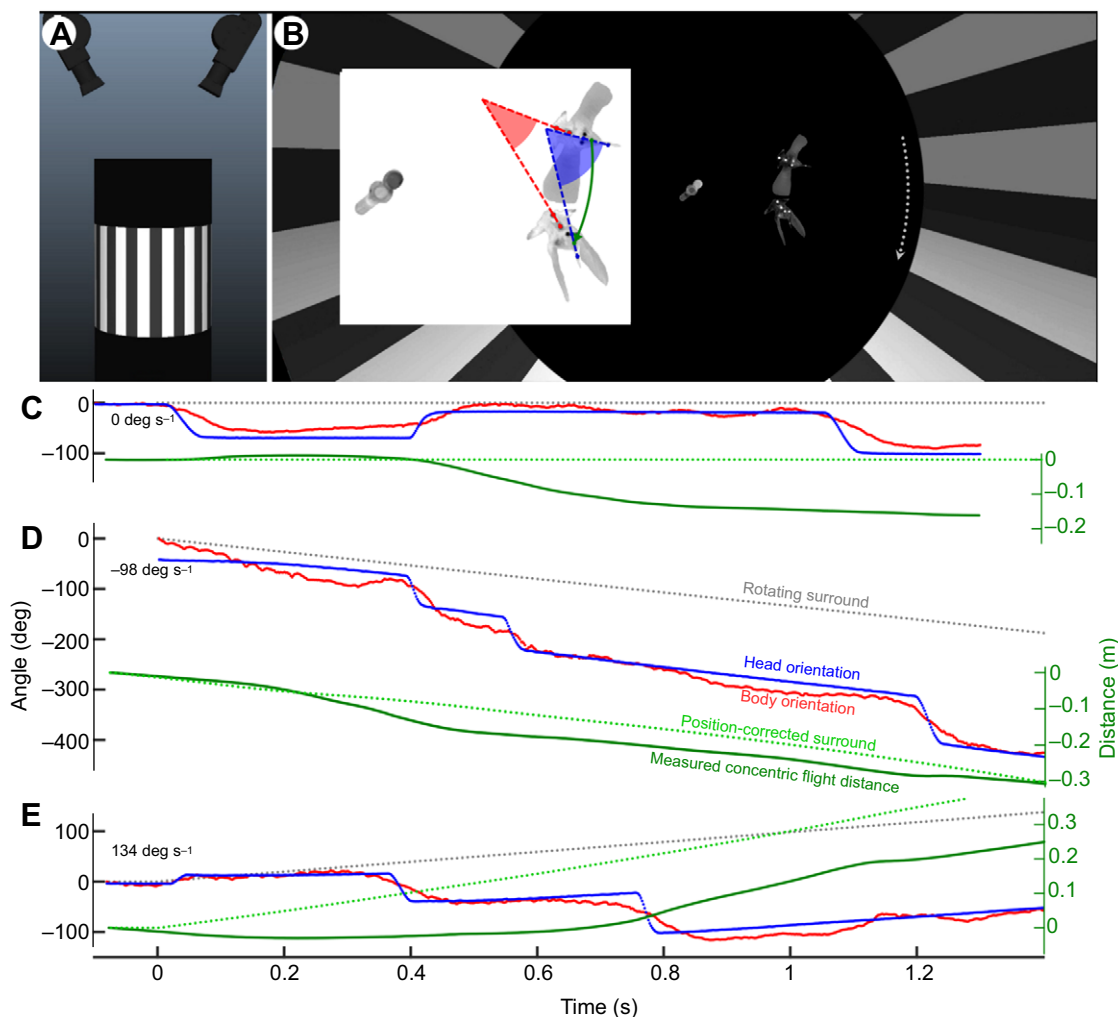 A
B
C
0
0 deg s–1
–100
0
–0.1
–0.2
D
0
–98 deg s–1
–100
Rotating surround
–200
Head orientation
0
–300
Body orientation
–0.1
Position-corrected surround
–400
–0.2
Measured concentric flight distance
–0.3
Angle (deg)
Distance (m)
E
100
134 deg s–1
0.3
0.2
0
0.1
–100
0
0
0.2
0.4
0.6
0.8
1
1.2
Time (s)